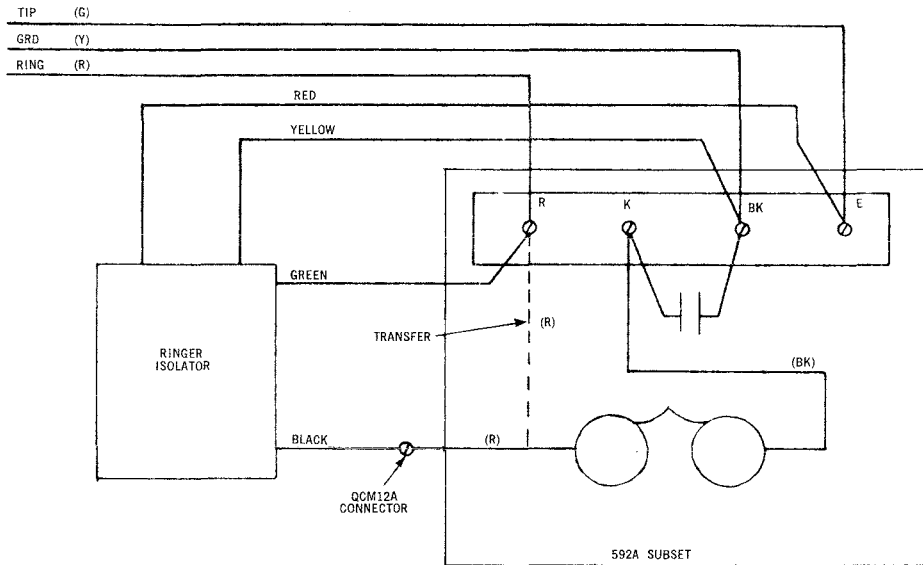 TIP (G)
GRD (Y)
RING (R)
RED
YELLOW
R K BK E
GREEN
TRANSFER (R)
RINGER
ISOLATOR
(BK)
BLACK (R)
QCM12A
CONNECTOR
592A SUBSET